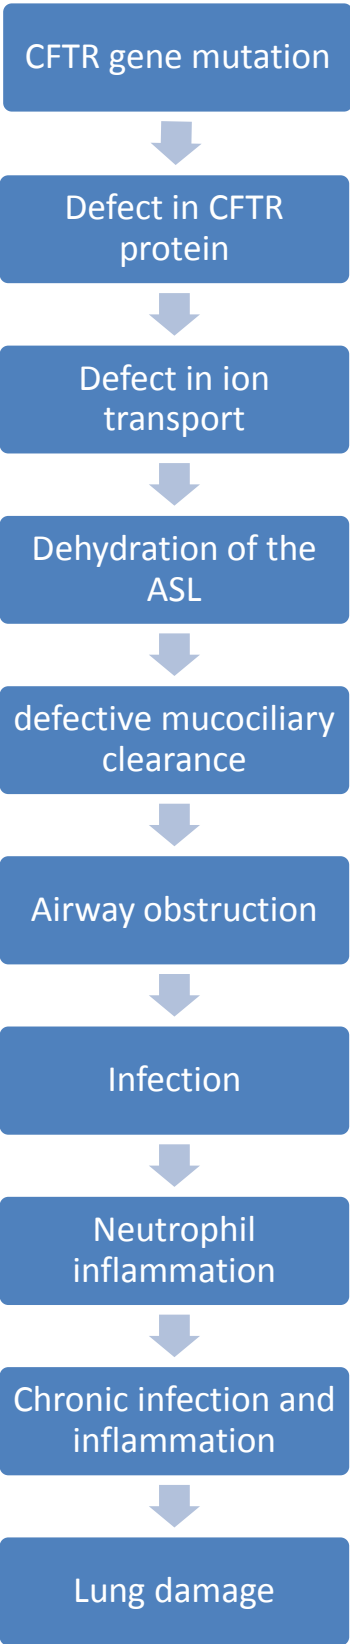 CFTR gene mutation
Defect in CFTR
protein
Defect in ion
transport
Dehydration of the
ASL
defective mucociliary
clearance
Airway obstruction
Infection
Neutrophil
inflammation
Chronic infection and
inflammation
Lung damage